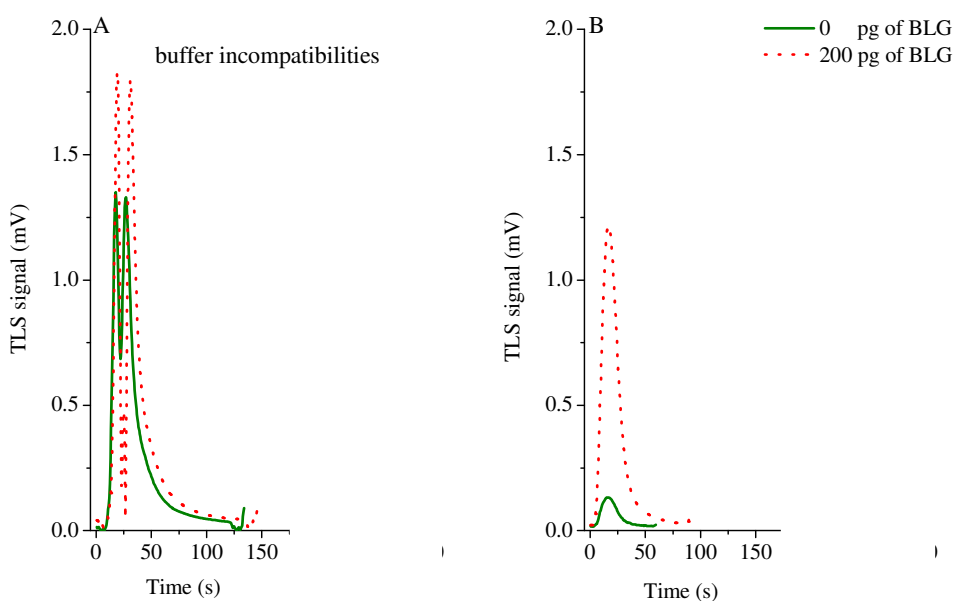 A
buffer incompatibilities
2.0
1.5
1.0
0.5
0.0
TLS signal (mV)
0 50 100 150
Time (s)
)
B
0 pg of BLG
200 pg of BLG
2.0
1.5
1.0
0.5
0.0
TLS signal (mV)
0 50 100 150
Time (s)
)